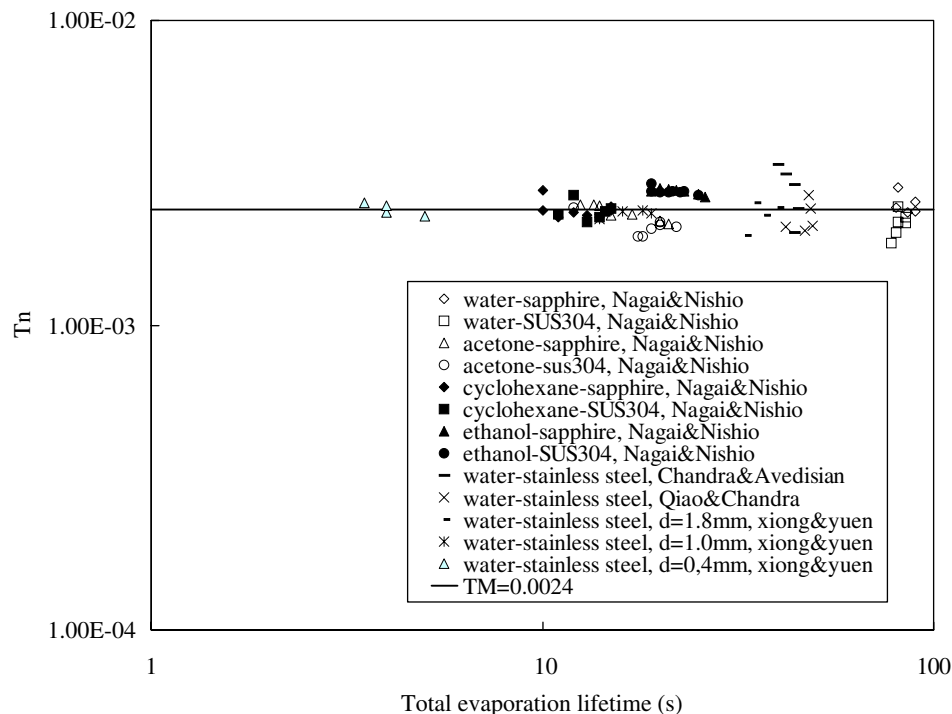 1.00E-02
1.00E-03
1.00E-04
Tn
water-sapphire, Nagai&Nishio
water-SUS304, Nagai&Nishio
acetone-sapphire, Nagai&Nishio
acetone-sus304, Nagai&Nishio
cyclohexane-sapphire, Nagai&Nishio
cyclohexane-SUS304, Nagai&Nishio
ethanol-sapphire, Nagai&Nishio
ethanol-SUS304, Nagai&Nishio
water-stainless steel, Chandra&Avedisian
water-stainless steel, Qiao&Chandra
water-stainless steel, d=1.8mm, xiong&yuen
water-stainless steel, d=1.0mm, xiong&yuen
water-stainless steel, d=0,4mm, xiong&yuen
TM=0.0024
1 10 100
Total evaporation lifetime (s)